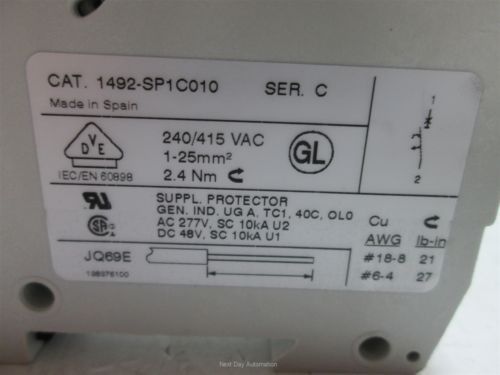 CAT. 1492-SP1C010 SER. C
Made in Spain
DVE
IEC/EN 60898
240/415 VAC
1-25mm²
2.4 Nm
GL
1
2
SUPPL. PROTECTOR
GEN. IND. UG A, TC1, 40C, OL0
AC 277V, SC 10kA U2
DC 48V, SC 10kA U1
JQ69E
198976100
Cu
AWG lb-in
#18-8 21
#6-4 27
Next Day Automation